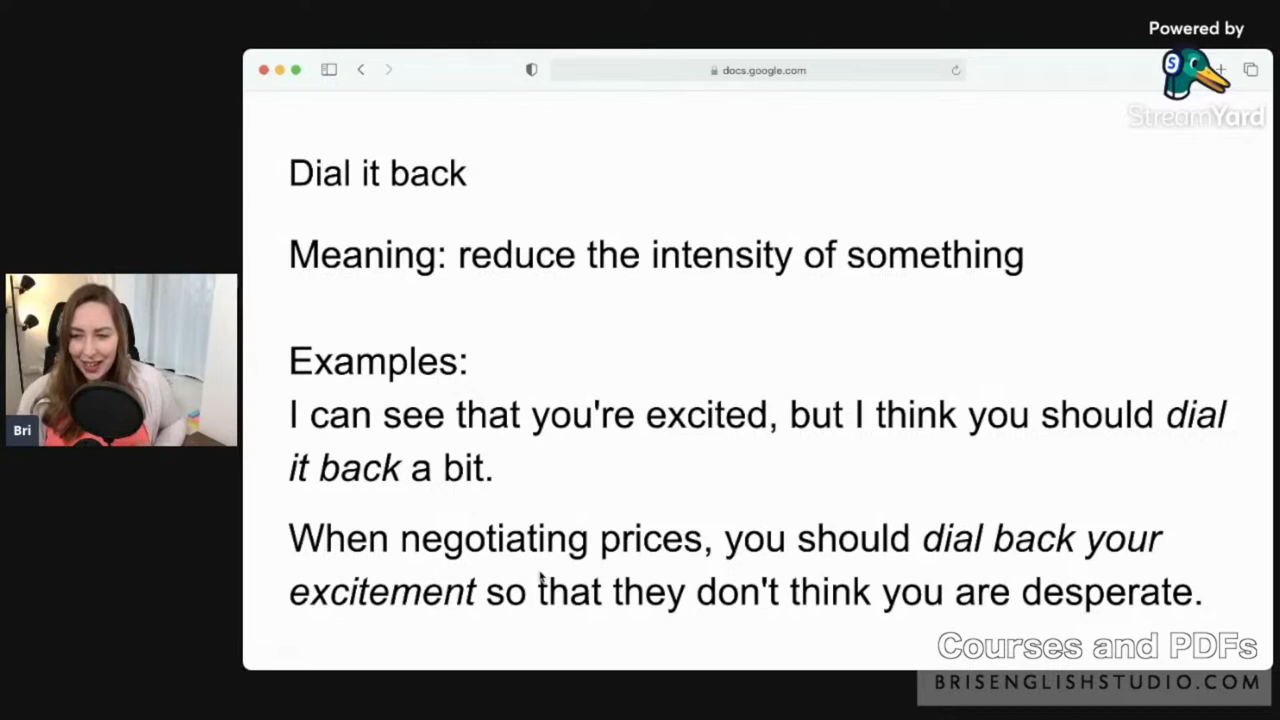 Powered by
S
docs.google.com
StreamYard
Dial it back
Meaning: reduce the intensity of something
Examples:
I can see that you're excited, but I think you should dial
it back a bit.
When negotiating prices, you should dial back your
excitement so that they don't think you are desperate.
Bri
Courses and PDFs
BRISENGLISHSTUDIO.COM